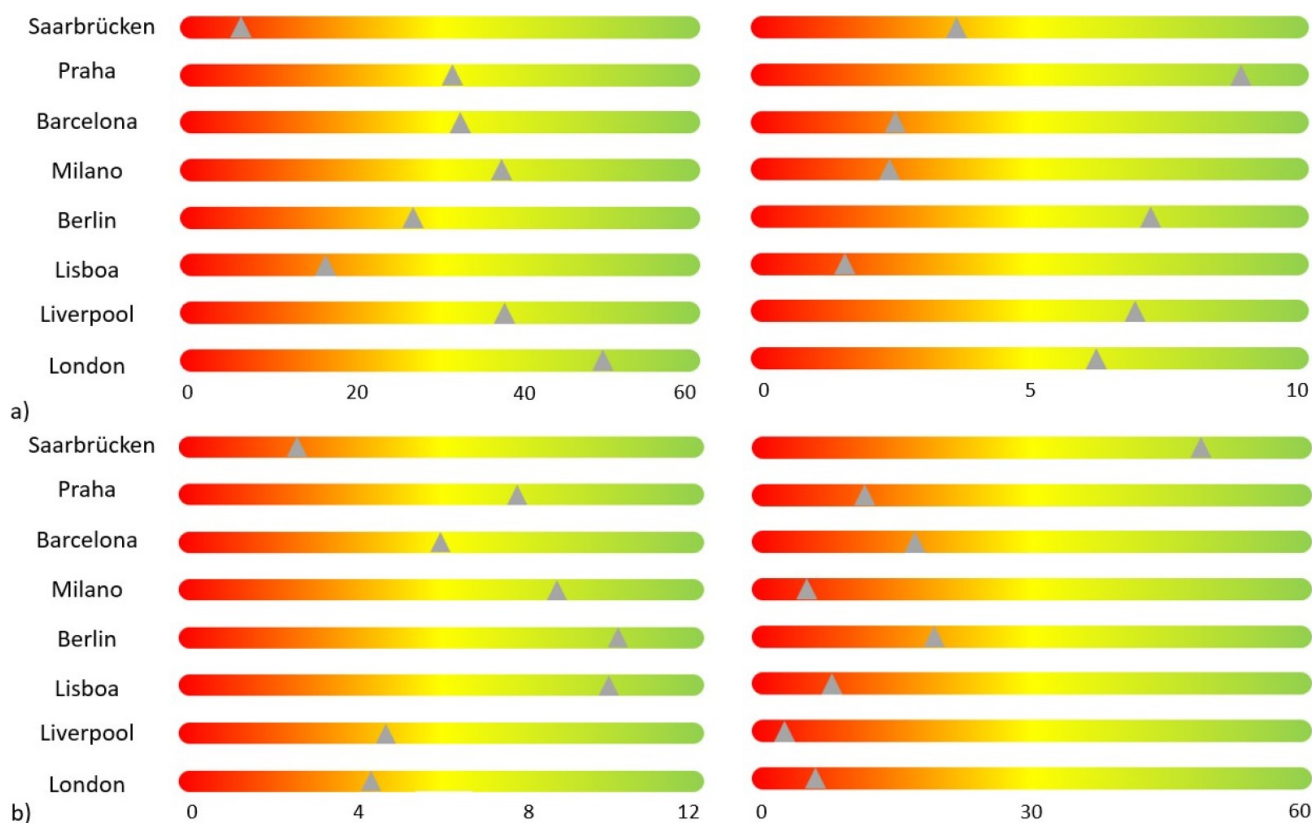 Saarbrücken
Praha
Barcelona
Milano
Berlin
Lisboa
Liverpool
London
0 20 40 60 0 5 10
a)
Saarbrücken
Praha
Barcelona
Milano
Berlin
Lisboa
Liverpool
London
b) 0 4 8 12 0 30 60